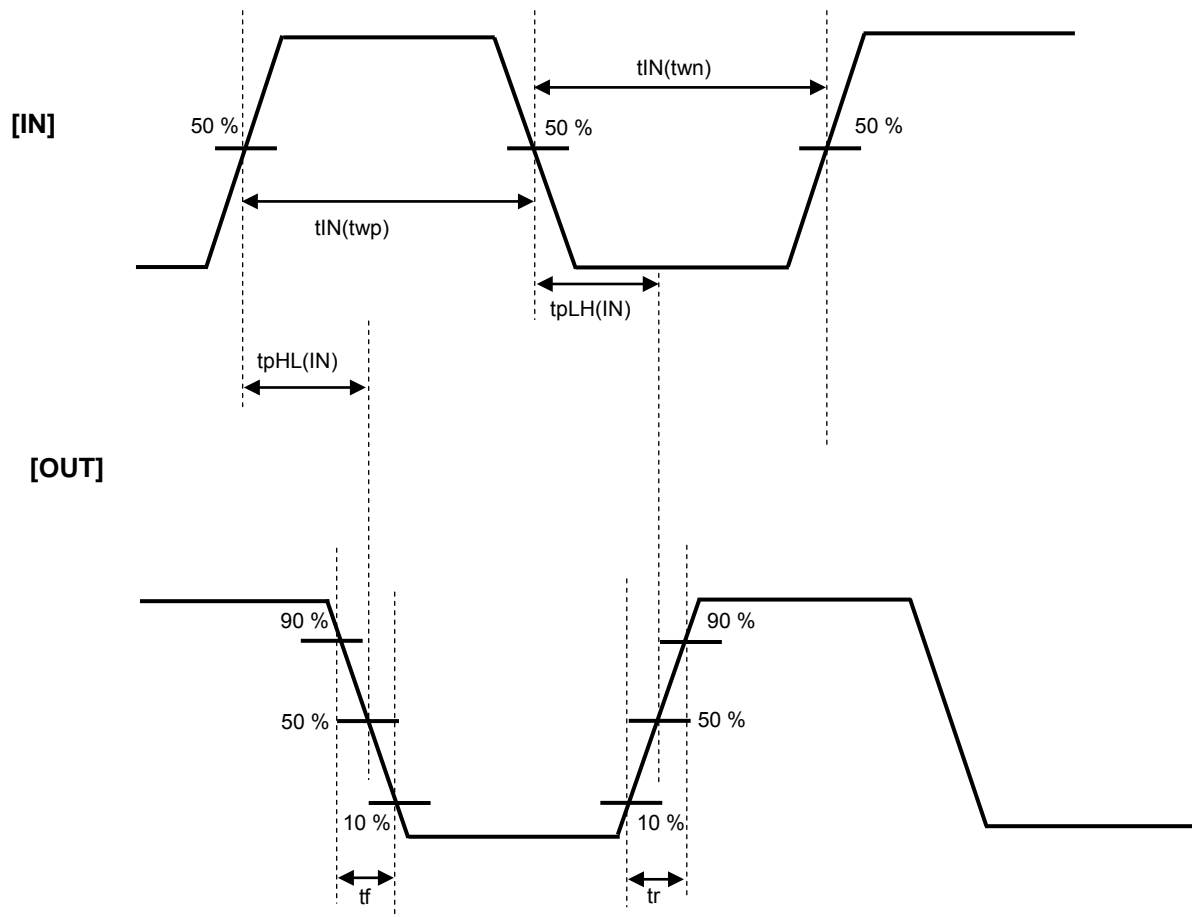 tIN(twn)
[IN]
50 %
50 %
50 %
tIN(twp)
tpLH(IN)
tpHL(IN)
[OUT]
90 %
90 %
50 %
50 %
10 %
10 %
tf
tr